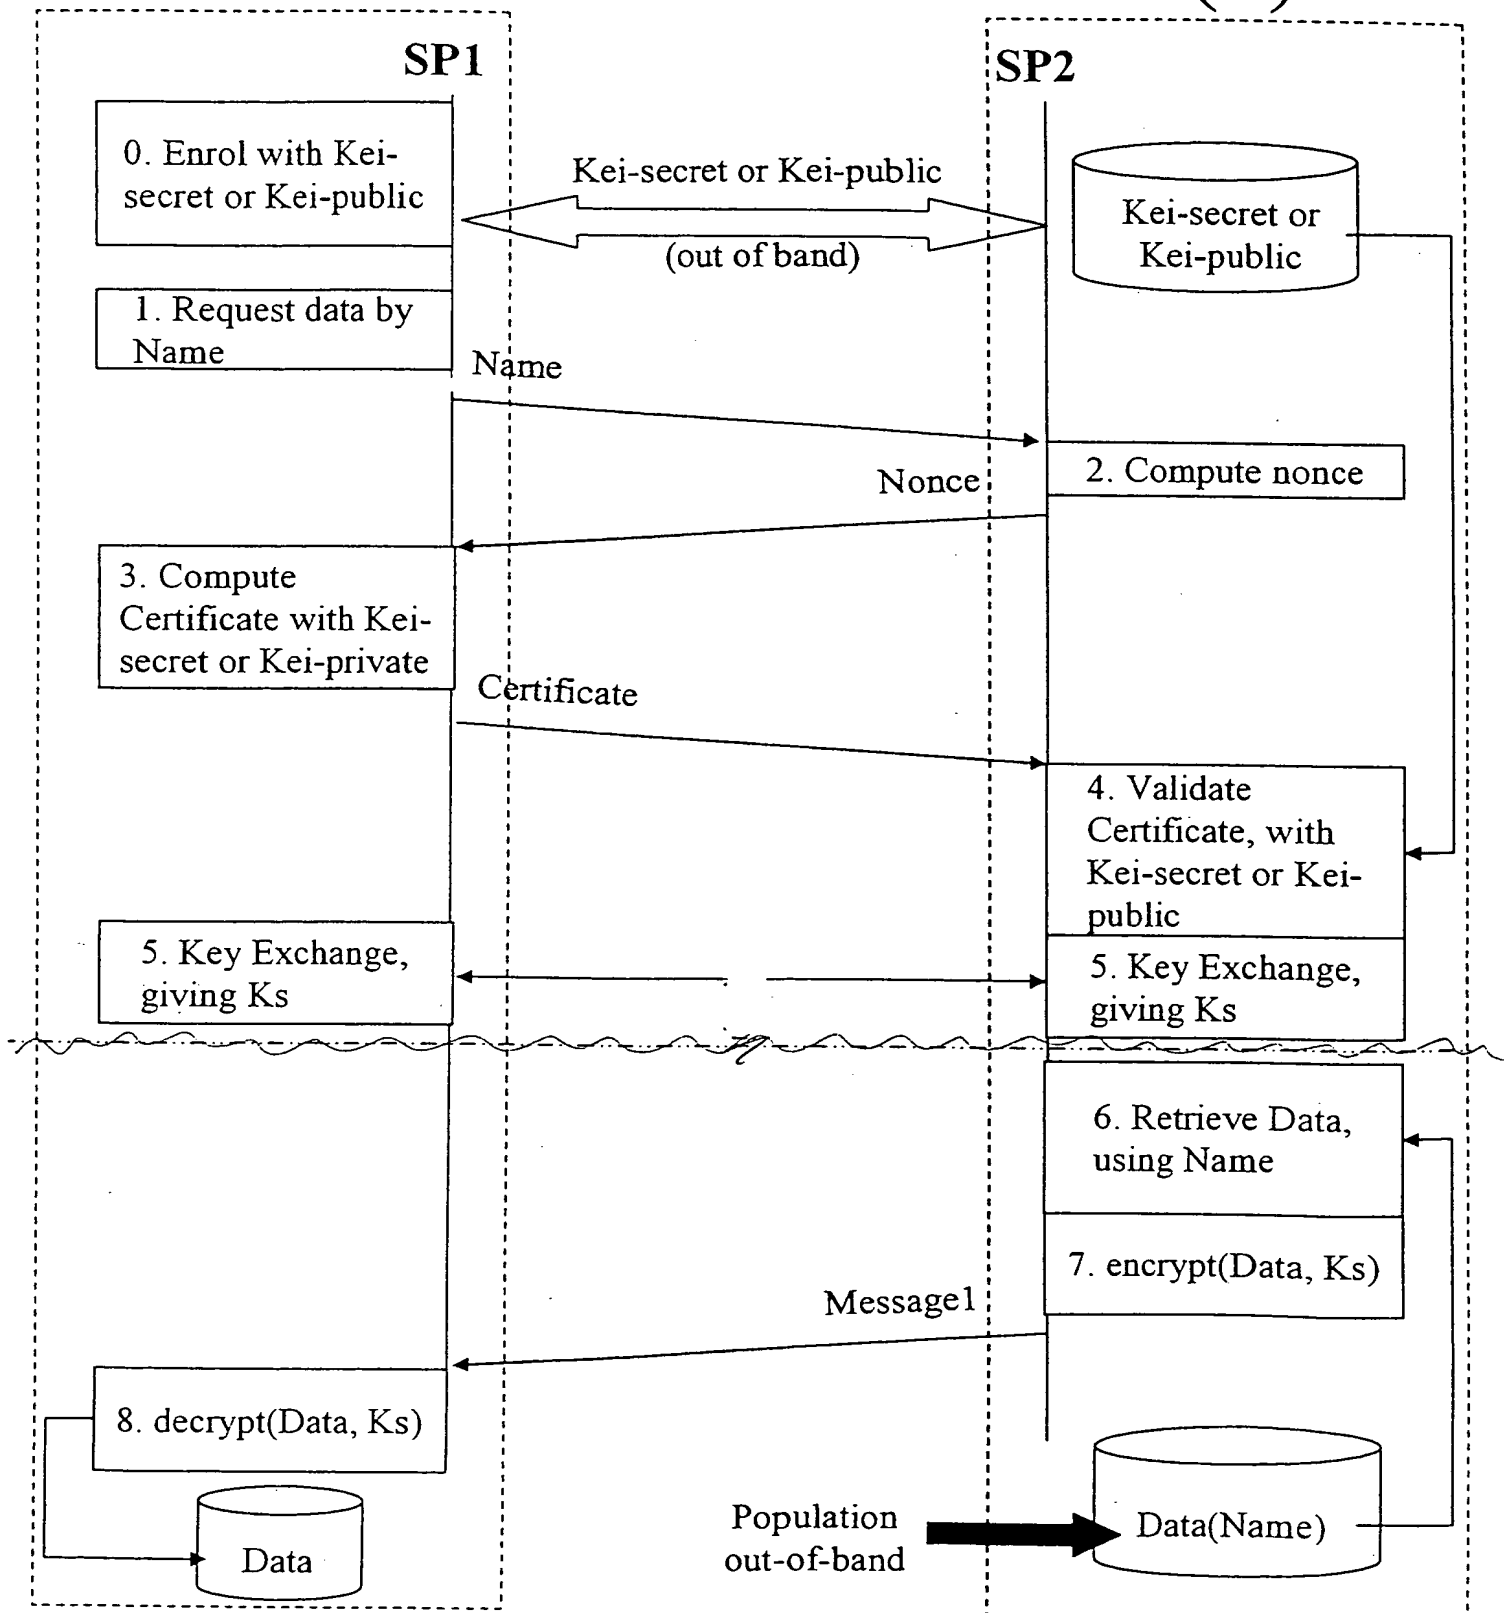 SP1
SP2
0. Enrol with Kei-
secret or Kei-public
Kei-secret or Kei-public
(out of band)
Kei-secret or
Kei-public
1. Request data by
Name
Name
2. Compute nonce
Nonce
3. Compute
Certificate with Kei-
secret or Kei-private
Certificate
4. Validate
Certificate, with
Kei-secret or Kei-
public
5. Key Exchange,
giving Ks
5. Key Exchange,
giving Ks
6. Retrieve Data,
using Name
7. encrypt(Data, Ks)
Message1
8. decrypt(Data, Ks)
Data
Population
out-of-band
Data(Name)